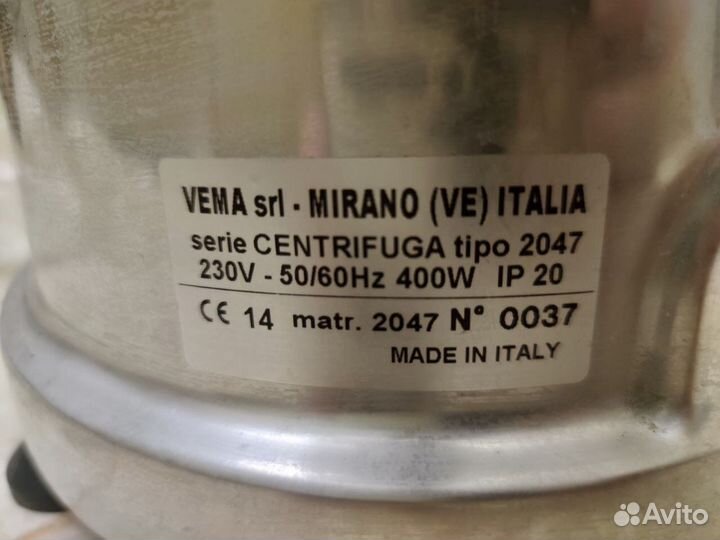 VEMA srl - MIRANO (VE) ITALIA
serie CENTRIFUGA tipo 2047
230V - 50/60Hz 400W IP 20
CE 14 matr. 2047 N° 0037
MADE IN ITALY
Avito